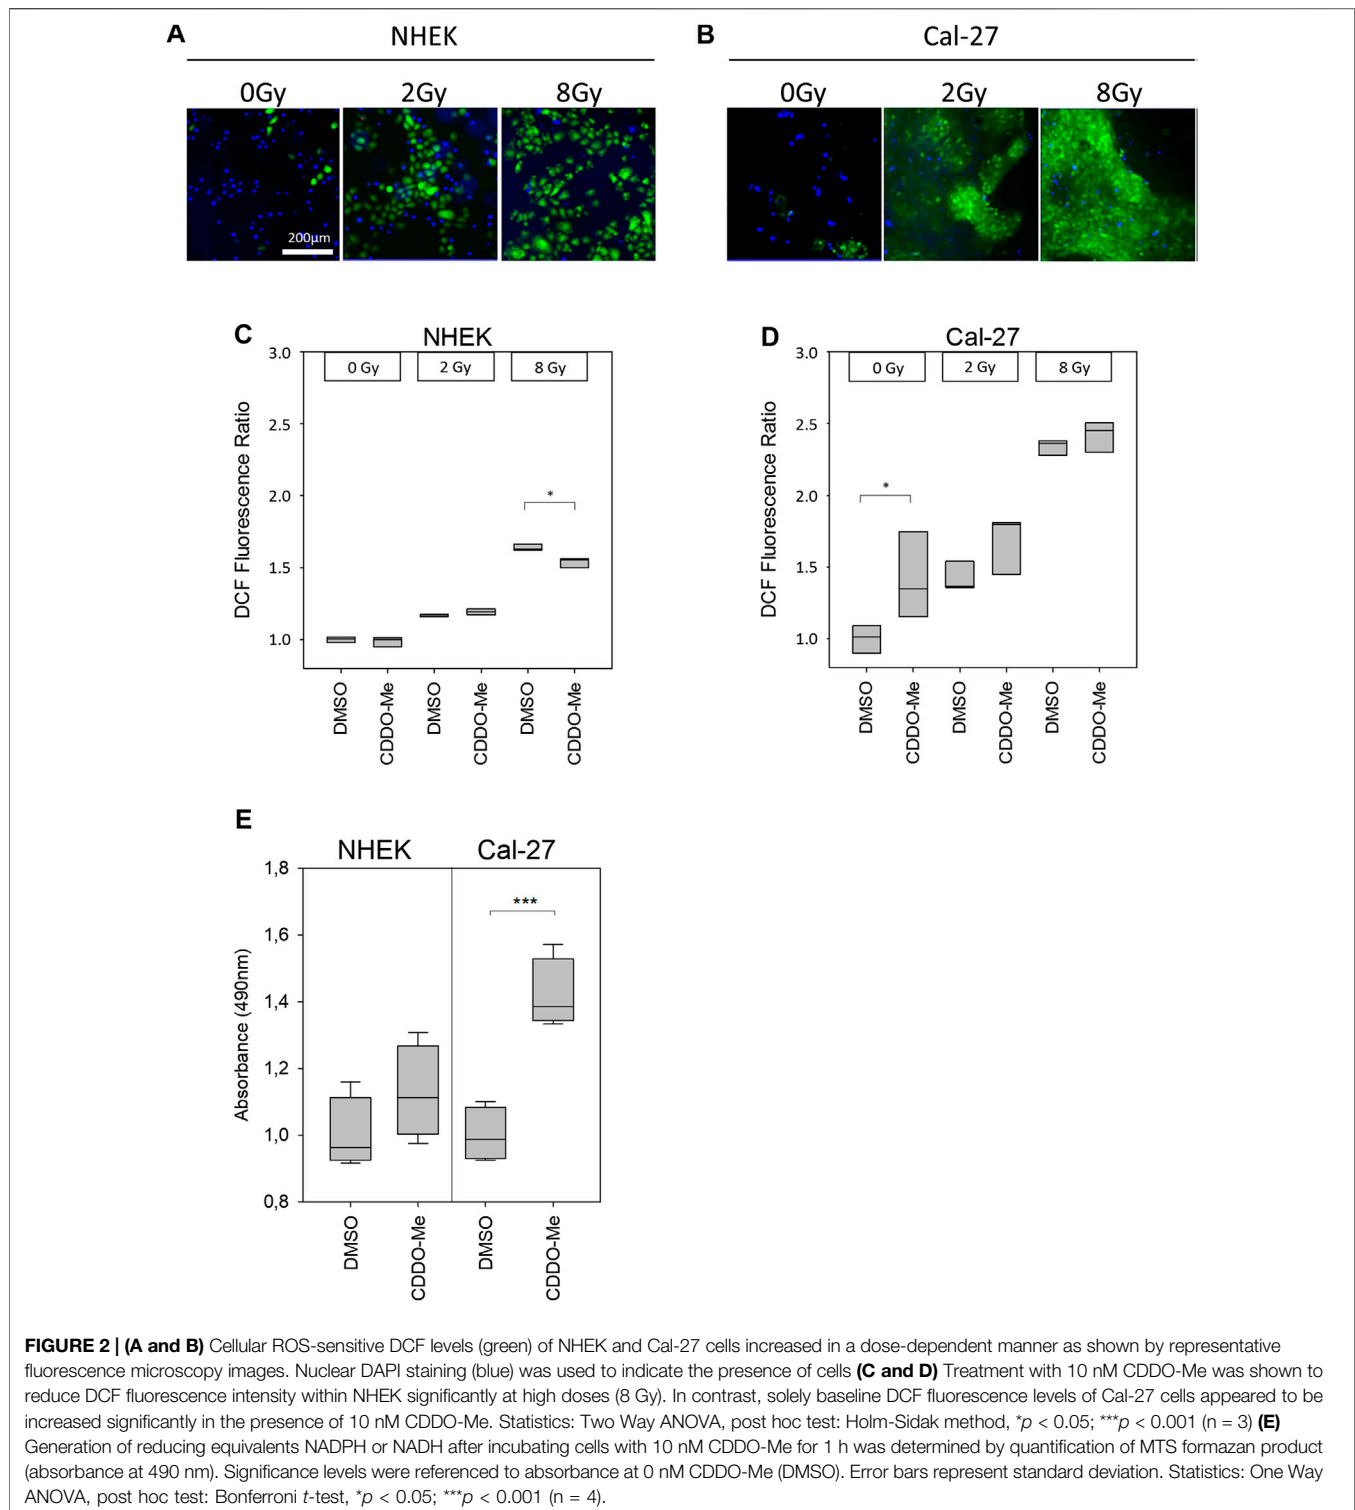 A
NHEK
0Gy
2Gy
8Gy
200µm
B
Cal-27
0Gy
2Gy
8Gy
C
NHEK
0 Gy
2 Gy
8 Gy
DCF Fluorescence Ratio
3.0
2.5
2.0
1.5
1.0
*
DMSO
CDDO-Me
DMSO
CDDO-Me
DMSO
CDDO-Me
D
Cal-27
0 Gy
2 Gy
8 Gy
DCF Fluorescence Ratio
3.0
2.5
2.0
1.5
1.0
*
DMSO
CDDO-Me
DMSO
CDDO-Me
DMSO
CDDO-Me
E
NHEK
Cal-27
Absorbance (490nm)
1,8
1,6
1,4
1,2
1,0
0,8
***
DMSO
CDDO-Me
DMSO
CDDO-Me
FIGURE 2 | (A and B) Cellular ROS-sensitive DCF levels (green) of NHEK and Cal-27 cells increased in a dose-dependent manner as shown by representative
fluorescence microscopy images. Nuclear DAPI staining (blue) was used to indicate the presence of cells (C and D) Treatment with 10 nM CDDO-Me was shown to
reduce DCF fluorescence intensity within NHEK significantly at high doses (8 Gy). In contrast, solely baseline DCF fluorescence levels of Cal-27 cells appeared to be
increased significantly in the presence of 10 nM CDDO-Me. Statistics: Two Way ANOVA, post hoc test: Holm-Sidak method, *p < 0.05; ***p < 0.001 (n = 3) (E)
Generation of reducing equivalents NADPH or NADH after incubating cells with 10 nM CDDO-Me for 1 h was determined by quantification of MTS formazan product
(absorbance at 490 nm). Significance levels were referenced to absorbance at 0 nM CDDO-Me (DMSO). Error bars represent standard deviation. Statistics: One Way
ANOVA, post hoc test: Bonferroni t-test, *p < 0.05; ***p < 0.001 (n = 4).